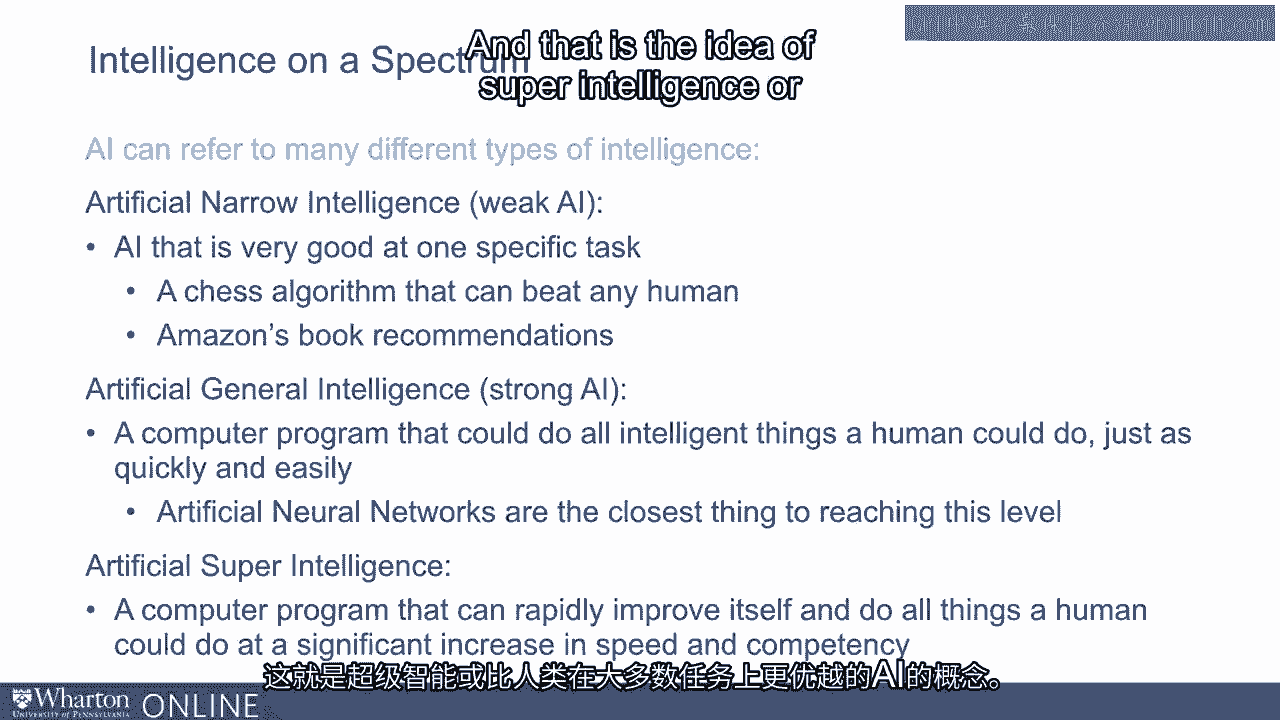 And that is the idea of
super intelligence or
Intelligence on a Spectrum
AI can refer to many different types of intelligence:
Artificial Narrow Intelligence (weak AI):
• AI that is very good at one specific task
• A chess algorithm that can beat any human
• Amazon's book recommendations
Artificial General Intelligence (strong AI):
• A computer program that could do all intelligent things a human could do, just as
quickly and easily
• Artificial Neural Networks are the closest thing to reaching this level
Artificial Super Intelligence:
• A computer program that can rapidly improve itself and do all things a human
could do at a significant increase in speed and competency
这就是超级智能或比人类在大多数任务上更优越的AI的概念。
Wharton ONLINE
UNIVERSITY of PENNSYLVANIA